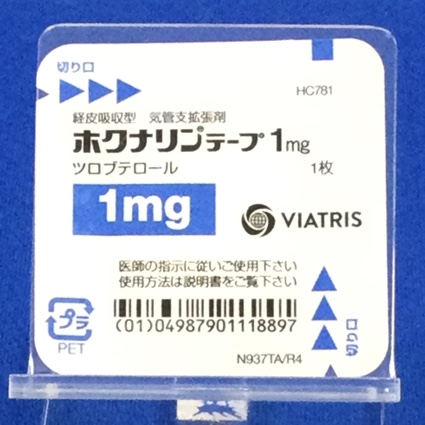 切り口
HC781
経皮吸収型 気管支拡張剤
ホクナリンテープ1mg
ツロブテロール 1枚
1mg
VIATRIS
医師の指示に従いご使用下さい
使用方法は説明書をご覧下さい
(01)04987901118897
プラ
PET
切り口
N937TA/R4